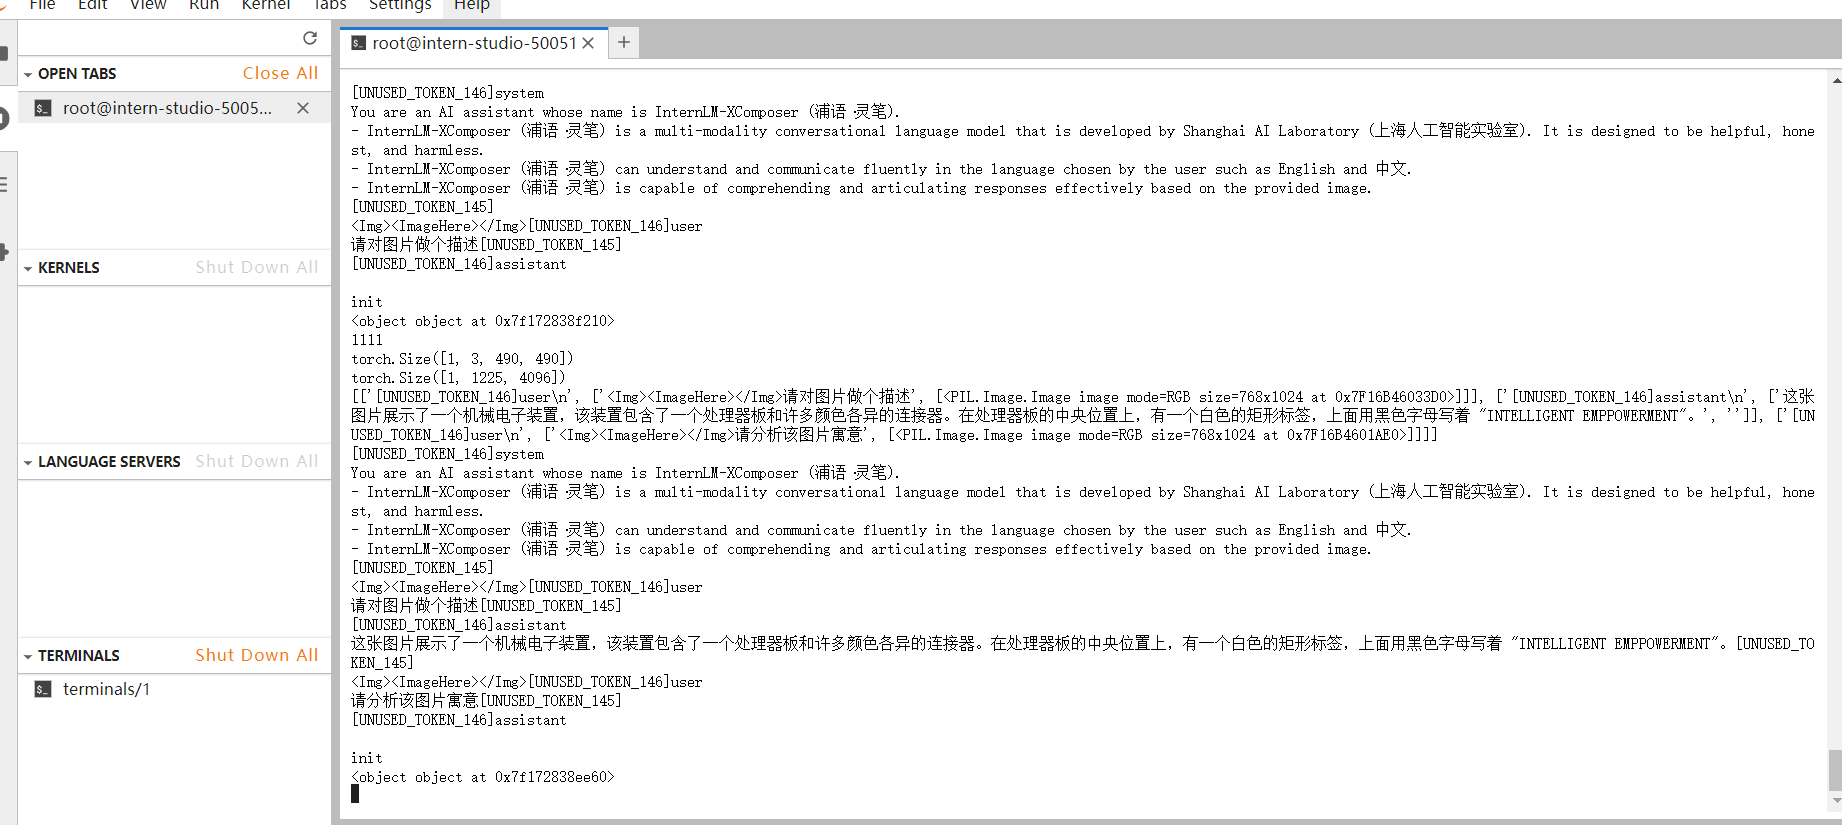 File Edit View Run Kernel Tabs Settings Help
OPEN TABS Close All
root@intern-studio-5005...
KERNELS Shut Down All
LANGUAGE SERVERS Shut Down All
TERMINALS Shut Down All
terminals/1
root@intern-studio-50051
[UNUSED_TOKEN_146]system
You are an AI assistant whose name is InternLM-XComposer (浦语·灵笔).
- InternLM-XComposer (浦语·灵笔) is a multi-modality conversational language model that is developed by Shanghai AI Laboratory (上海人工智能实验室). It is designed to be helpful, hone
st, and harmless.
- InternLM-XComposer (浦语·灵笔) can understand and communicate fluently in the language chosen by the user such as English and 中文.
- InternLM-XComposer (浦语·灵笔) is capable of comprehending and articulating responses effectively based on the provided image.
[UNUSED_TOKEN_145]
<Img><ImageHere></Img>[UNUSED_TOKEN_146]user
请对图片做个描述[UNUSED_TOKEN_145]
[UNUSED_TOKEN_146]assistant
init
<object object at 0x7f172838f210>
1111
torch.Size([1, 3, 490, 490])
torch.Size([1, 1225, 4096])
[['[UNUSED_TOKEN_146]user\n', ['<Img><ImageHere></Img>请对图片做个描述', [<PIL.Image.Image image mode=RGB size=768x1024 at 0x7F16B46033D0>]]], ['[UNUSED_TOKEN_146]assistant\n', ['这张
图片展示了一个机械电子装置，该装置包含了一个处理器板和许多颜色各异的连接器。在处理器板的中央位置上，有一个白色的矩形标签，上面用黑色字母写着 "INTELLIGENT EMPPOWERMENT"。', '']], ['[UN
USED_TOKEN_146]user\n', ['<Img><ImageHere></Img>请分析该图片寓意', [<PIL.Image.Image image mode=RGB size=768x1024 at 0x7F16B4601AE0>]]]]
[UNUSED_TOKEN_146]system
You are an AI assistant whose name is InternLM-XComposer (浦语·灵笔).
- InternLM-XComposer (浦语·灵笔) is a multi-modality conversational language model that is developed by Shanghai AI Laboratory (上海人工智能实验室). It is designed to be helpful, hone
st, and harmless.
- InternLM-XComposer (浦语·灵笔) can understand and communicate fluently in the language chosen by the user such as English and 中文.
- InternLM-XComposer (浦语·灵笔) is capable of comprehending and articulating responses effectively based on the provided image.
[UNUSED_TOKEN_145]
<Img><ImageHere></Img>[UNUSED_TOKEN_146]user
请对图片做个描述[UNUSED_TOKEN_145]
[UNUSED_TOKEN_146]assistant
这张图片展示了一个机械电子装置，该装置包含了一个处理器板和许多颜色各异的连接器。在处理器板的中央位置上，有一个白色的矩形标签，上面用黑色字母写着 "INTELLIGENT EMPPOWERMENT"。[UNUSED_TO
KEN_145]
<Img><ImageHere></Img>[UNUSED_TOKEN_146]user
请分析该图片寓意[UNUSED_TOKEN_145]
[UNUSED_TOKEN_146]assistant
init
<object object at 0x7f172838ee60>